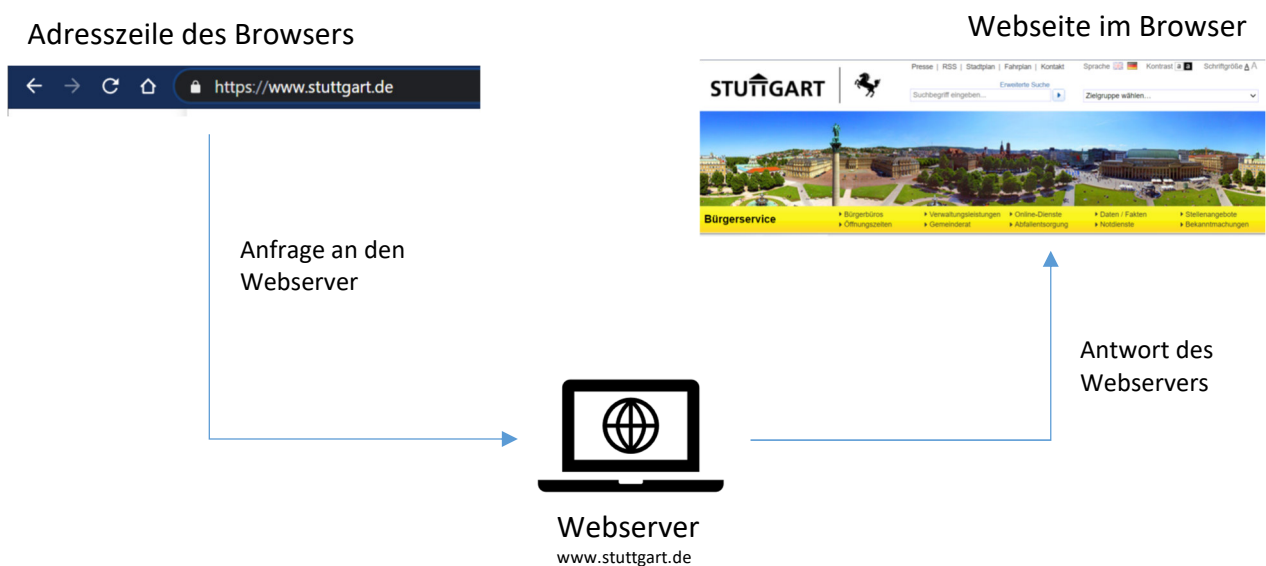 Adresszeile des Browsers
https://www.stuttgart.de
Anfrage an den
Webserver
Webserver
www.stuttgart.de
Webseite im Browser
Presse | RSS | Stadtplan | Fahrplan | Kontakt
Sprache
Kontrast a a
Schriftgröße A A
STUTTGART
Erweiterte Suche
Suchbegriff eingeben...
Zielgruppe wählen...
Bürgerservice
Bürgerbüros
Verwaltungsleistungen
Online-Dienste
Daten / Fakten
Stellenangebote
Öffnungszeiten
Gemeinderat
Abfallentsorgung
Notdienste
Bekanntmachungen
Antwort des
Webservers